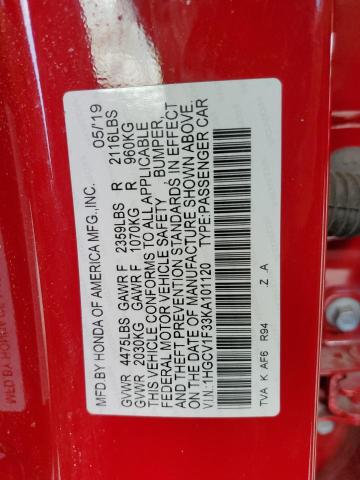 MFD.BY HONDA OF AMERICA MFG.,INC. 05/19
GVWR 4475LBS GAWR F 2359LBS R 2116LBS
GVWR 2030KG GAWR F 1070KG R 960KG
THIS VEHICLE CONFORMS TO ALL APPLICABLE
FEDERAL MOTOR VEHICLE SAFETY BUMPER,
AND THEFT PREVENTION STANDARDS IN EFFECT
ON THE DATE OF MANUFACTURE SHOWN ABOVE.
V.I.N.:1HGCV1F33KA101120 TYPE:PASSENGER CAR
TVA K AF6 R94 Z .A